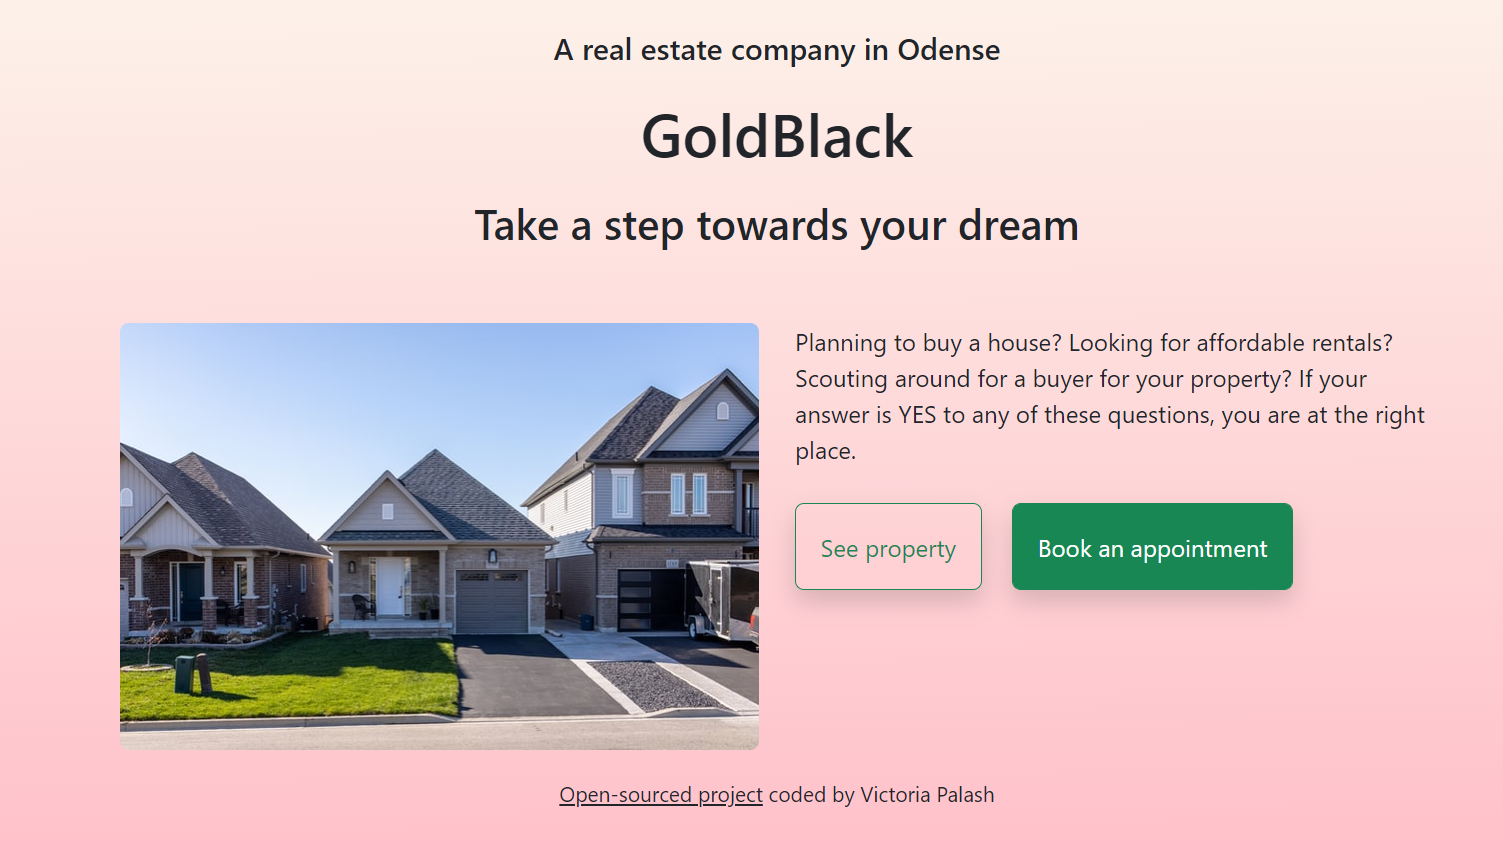 A real estate company in Odense
GoldBlack
Take a step towards your dream
Planning to buy a house? Looking for affordable rentals?
Scouting around for a buyer for your property? If your
answer is YES to any of these questions, you are at the right
place.
See property
Book an appointment
Open-sourced project coded by Victoria Palash